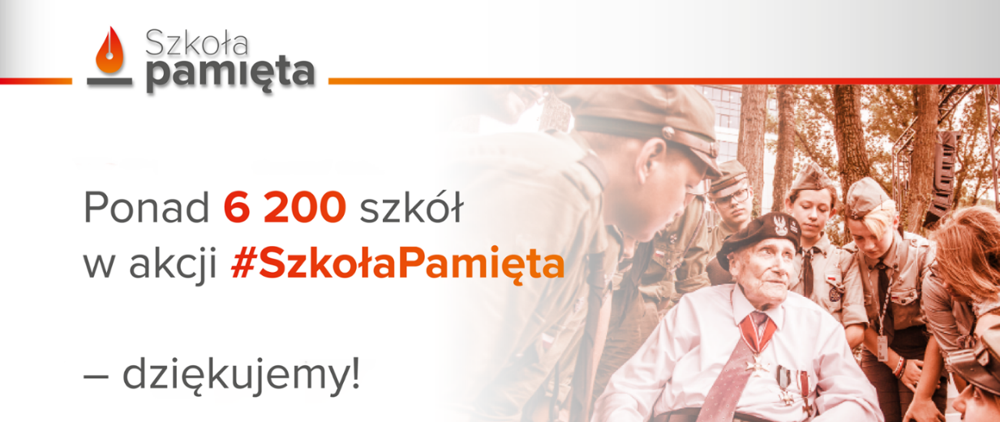 Szkoła
pamięta
Ponad 6 200 szkół
w akcji #SzkołaPamięta
– dziękujemy!